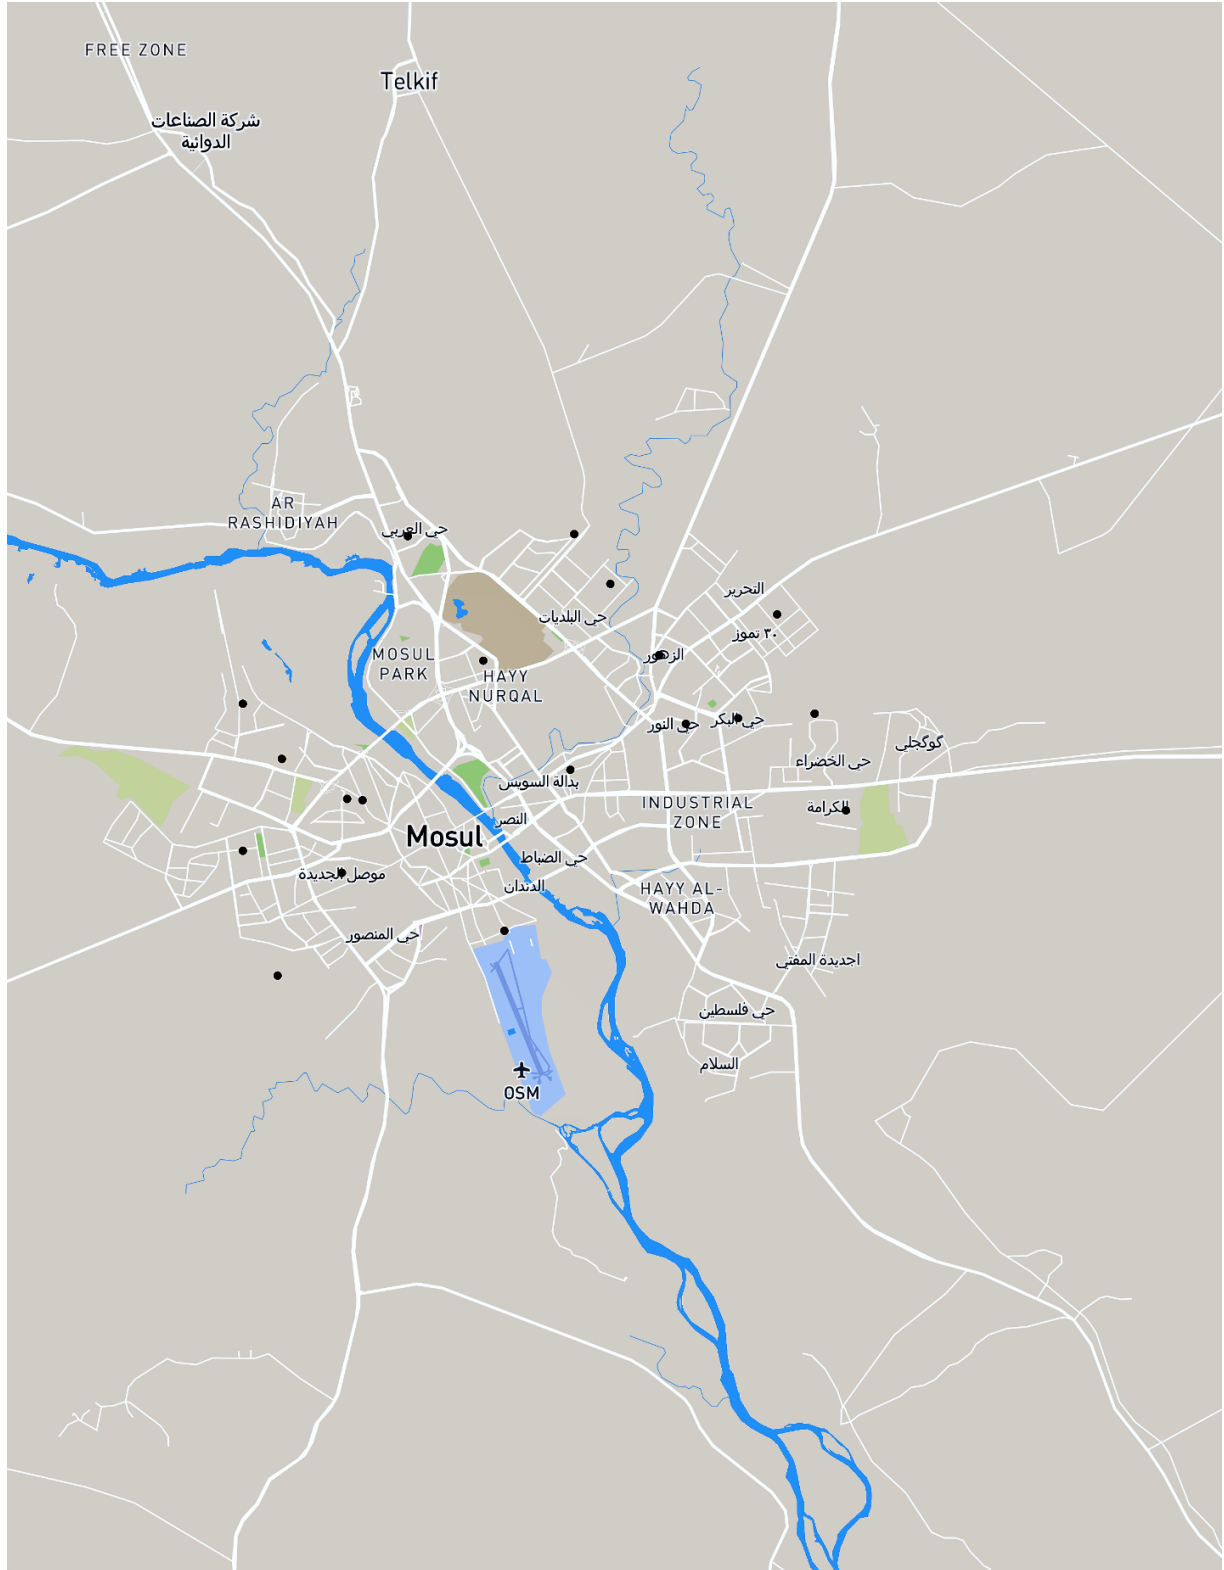 FREE ZONE
Telkif
شركة الصناعات
الدوائية
AR
RASHIDIYAH
حي العربي
التحرير
حي البلديات
٣٠ تموز
الزهور
MOSUL
PARK
HAYY
NURQAL
حي النور
حي البكر
گوگجلي
حي الخضراء
بدالة السويس
INDUSTRIAL
ZONE
الكرامة
النصر
Mosul
حي الضباط
موصل الجديدة
الدندان
HAYY AL-
WAHDA
حي المنصور
اجديدة المفتي
حي فلسطين
السلام
OSM